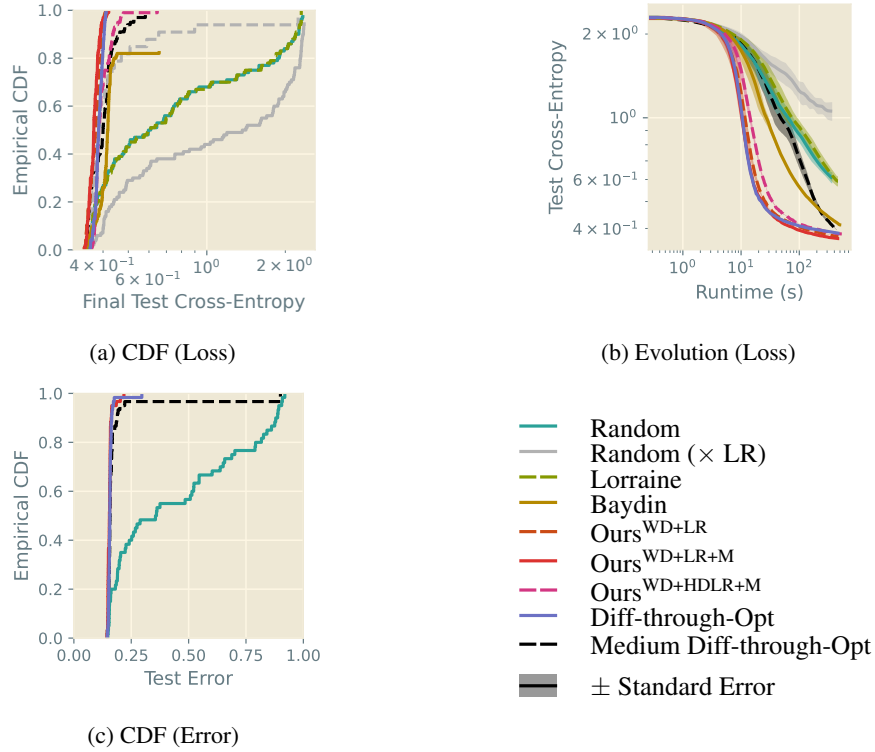 1.0
0.8
0.6
0.4
0.2
0.0
Empirical CDF
4 × 10⁻¹
6 × 10⁻¹
10⁰
2 × 10⁰
Final Test Cross-Entropy
(a) CDF (Loss)
2 × 10⁰
10⁰
6 × 10⁻¹
4 × 10⁻¹
Test Cross-Entropy
10⁰
10¹
10²
Runtime (s)
(b) Evolution (Loss)
1.0
0.8
0.6
0.4
0.2
0.0
Empirical CDF
0.00 0.25 0.50 0.75 1.00
Test Error
(c) CDF (Error)
Random
Random (× LR)
Lorraine
Baydin
Ours^WD+LR
Ours^WD+LR+M
Ours^WD+HDLR+M
Diff-through-Opt
Medium Diff-through-Opt
± Standard Error